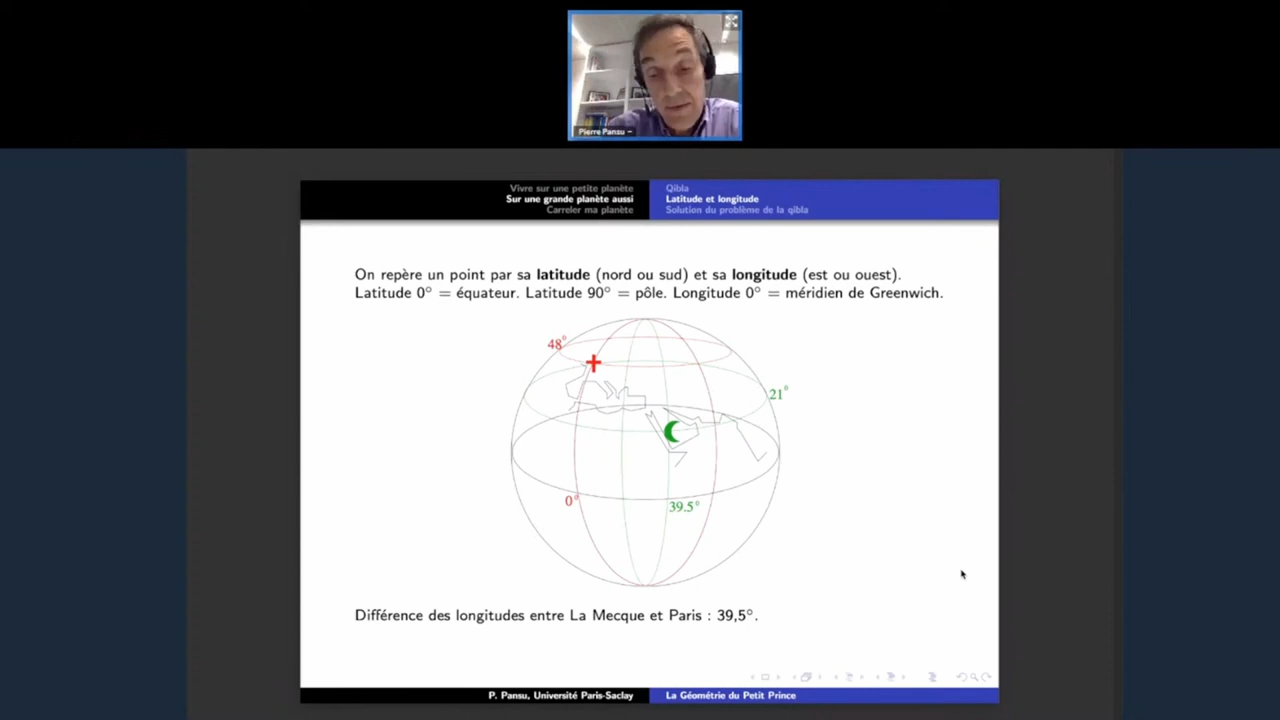 Pierre Pansu
Vivre sur une petite planète
Sur une grande planète aussi
Carreler ma planète
Qibla
Latitude et longitude
Solution du problème de la qibla
On repère un point par sa latitude (nord ou sud) et sa longitude (est ou ouest).
Latitude 0° = équateur. Latitude 90° = pôle. Longitude 0° = méridien de Greenwich.
48°
21°
0°
39.5°
Différence des longitudes entre La Mecque et Paris : 39,5°.
P. Pansu, Université Paris-Saclay
La Géométrie du Petit Prince